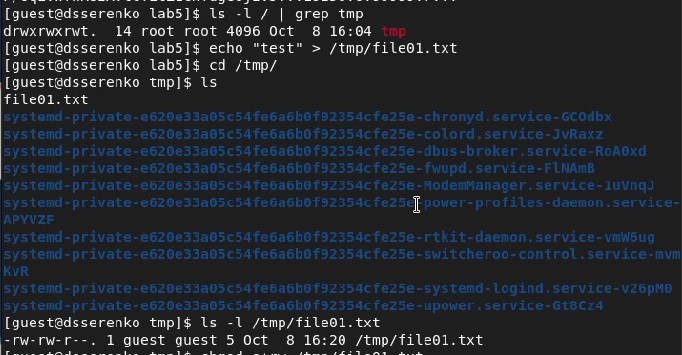 [guest@dsserenko lab5]$ ls -l / | grep tmp
drwxrwxrwt.  14 root root 4096 Oct  8 16:04 tmp
[guest@dsserenko lab5]$ echo "test" > /tmp/file01.txt
[guest@dsserenko lab5]$ cd /tmp/
[guest@dsserenko tmp]$ ls
file01.txt
systemd-private-e620e33a05c54fe6a6b0f92354cfe25e-chronyd.service-GCOdbx
systemd-private-e620e33a05c54fe6a6b0f92354cfe25e-colord.service-JvRaxz
systemd-private-e620e33a05c54fe6a6b0f92354cfe25e-dbus-broker.service-RoA0xd
systemd-private-e620e33a05c54fe6a6b0f92354cfe25e-fwupd.service-FlNAmB
systemd-private-e620e33a05c54fe6a6b0f92354cfe25e-ModemManager.service-1uVnqJ
systemd-private-e620e33a05c54fe6a6b0f92354cfe25e-power-profiles-daemon.service-
APYVZF
systemd-private-e620e33a05c54fe6a6b0f92354cfe25e-rtkit-daemon.service-vmW6ug
systemd-private-e620e33a05c54fe6a6b0f92354cfe25e-switcheroo-control.service-mvm
KvR
systemd-private-e620e33a05c54fe6a6b0f92354cfe25e-systemd-logind.service-v26pM0
systemd-private-e620e33a05c54fe6a6b0f92354cfe25e-upower.service-Gt8Cz4
[guest@dsserenko tmp]$ ls -l /tmp/file01.txt
-rw-rw-r--. 1 guest guest 5 Oct  8 16:20 /tmp/file01.txt